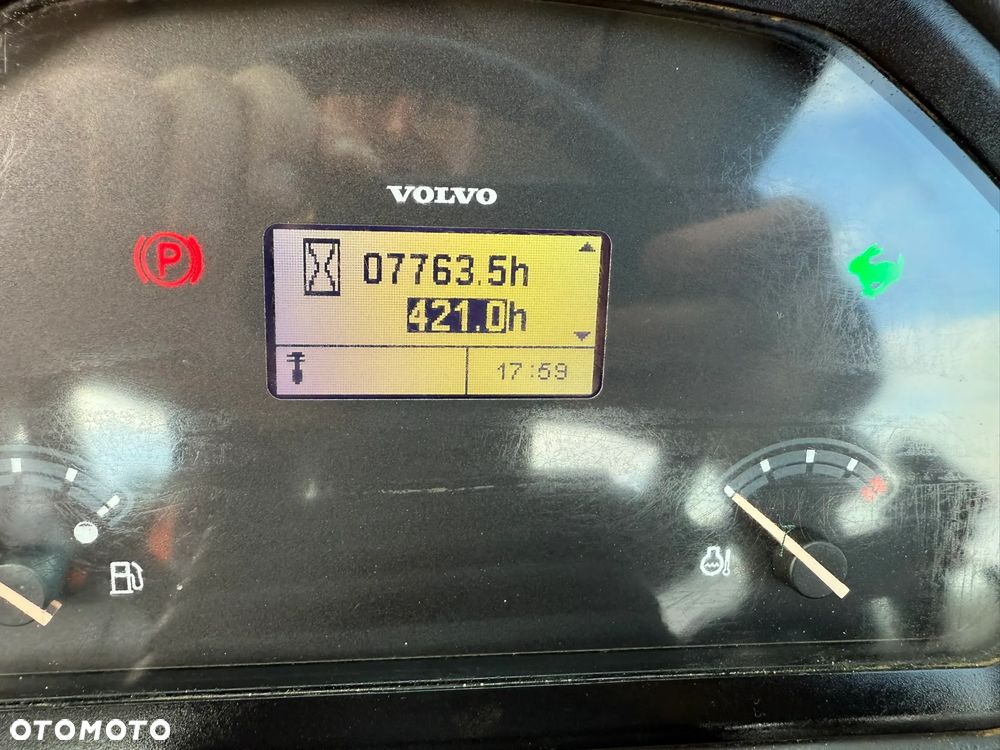 VOLVO
P
07763.5h
421.0h
17:59
OTOMOTO